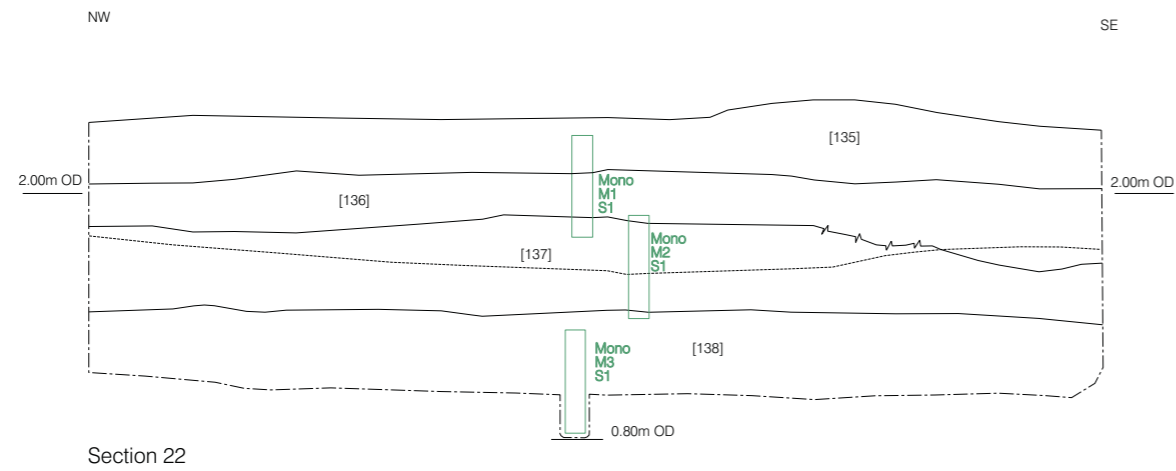 NW
SE
[135]
2.00m OD
2.00m OD
Mono
M1
S1
[136]
Mono
M2
S1
[137]
Mono
M3
S1
[138]
0.80m OD
Section 22